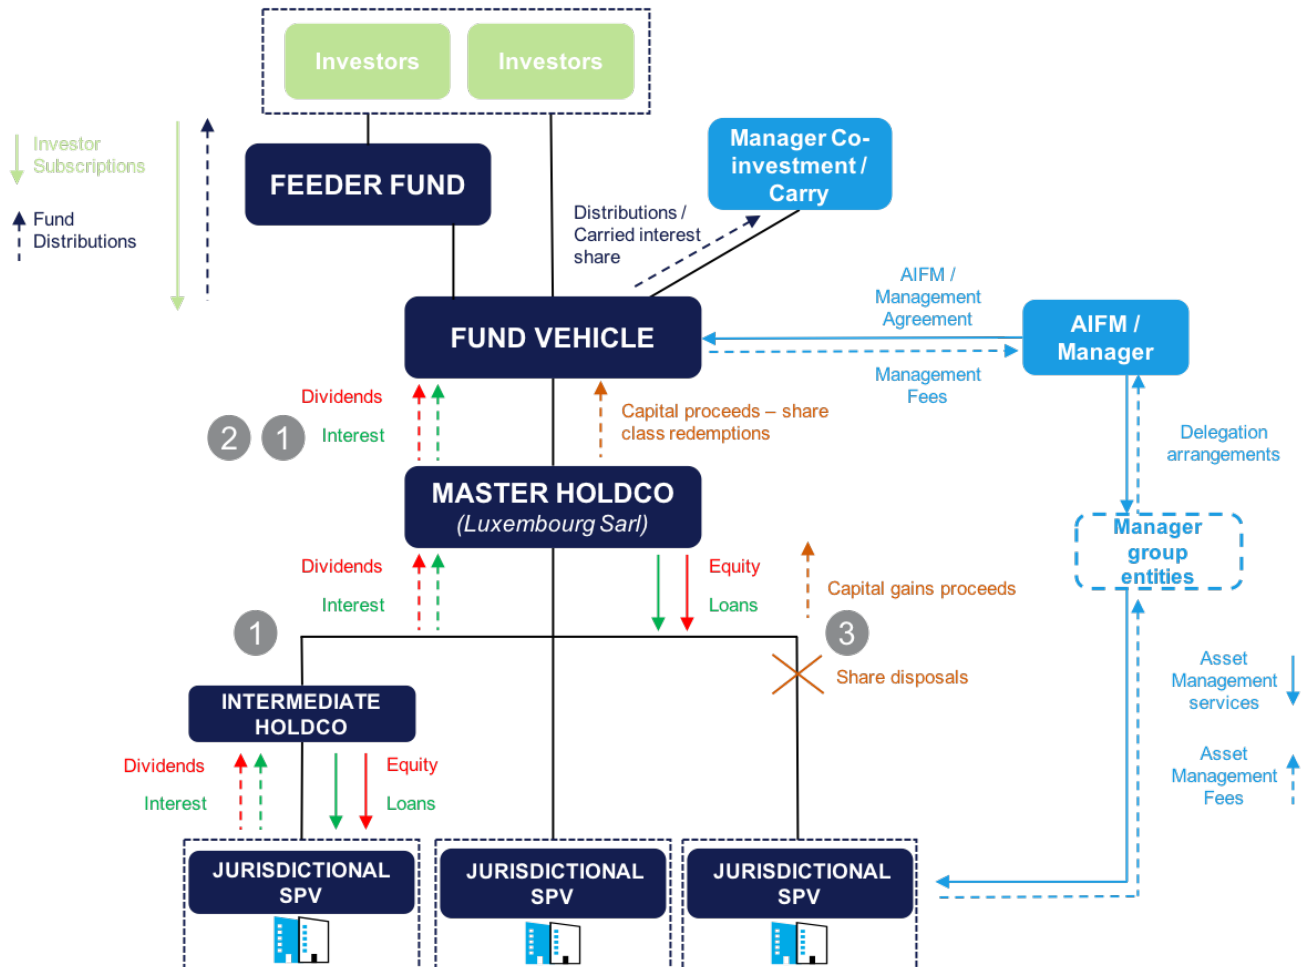 Investors
Investors
Investor
Subscriptions
Fund
Distributions
FEEDER FUND
Manager Co-
investment /
Carry
Distributions /
Carried interest
share
FUND VEHICLE
AIFM /
Management
Agreement
AIFM /
Manager
Management
Fees
Dividends
Interest
2
1
Capital proceeds – share
class redemptions
Delegation
arrangements
MASTER HOLDCO
(Luxembourg Sarl)
Manager
group
entities
Dividends
Interest
Equity
Loans
Capital gains proceeds
1
3
Share disposals
INTERMEDIATE
HOLDCO
Asset
Management
services
Asset
Management
Fees
Dividends
Interest
Equity
Loans
JURISDICTIONAL
SPV
JURISDICTIONAL
SPV
JURISDICTIONAL
SPV